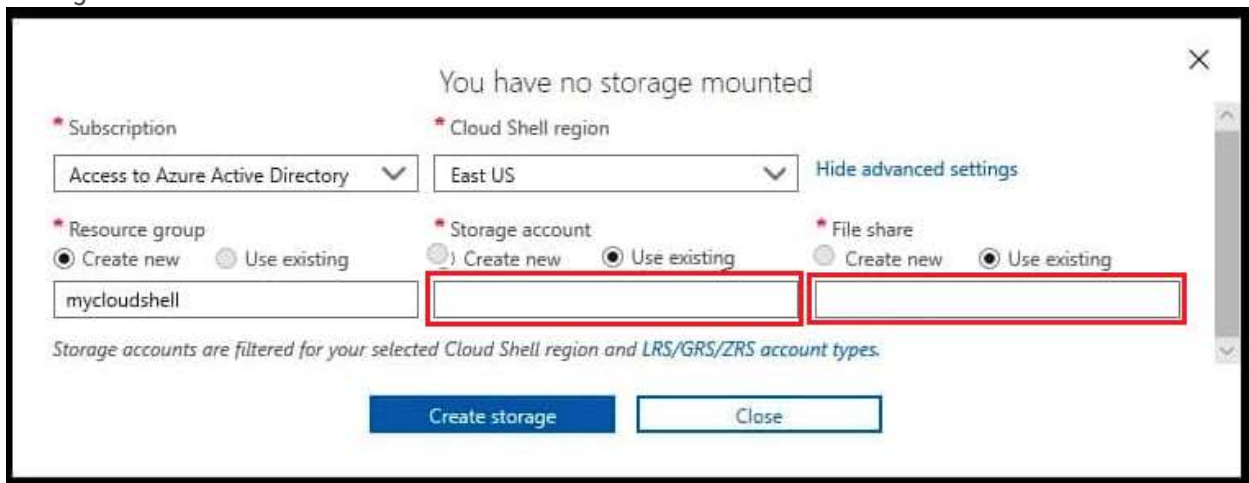 You have no storage mounted
* Subscription
* Cloud Shell region
Access to Azure Active Directory
East US
Hide advanced settings
* Resource group
* Storage account
* File share
Create new Use existing
Create new Use existing
Create new Use existing
mycloudshell
Storage accounts are filtered for your selected Cloud Shell region and LRS/GRS/ZRS account types.
Create storage
Close